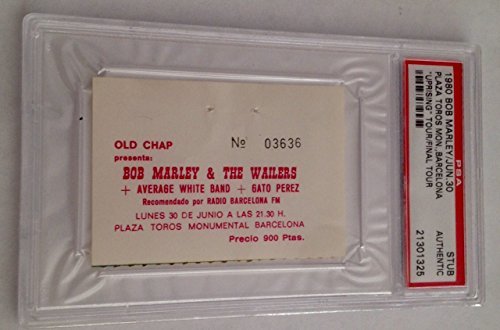 OLD CHAP
presenta:
Nº 03636
BOB MARLEY & THE WAILERS
+ AVERAGE WHITE BAND + GATO PEREZ
Recomendado por RADIO BARCELONA FM
LUNES 30 DE JUNIO A LAS 21.30 H.
PLAZA TOROS MONUMENTAL BARCELONA
Precio 900 Ptas.
PSA
1980 BOB MARLEY/JUN.30
PLAZA TOROS MON., BARCELONA
"UPRISING" TOUR/FINAL TOUR
STUB
AUTHENTIC
21301325